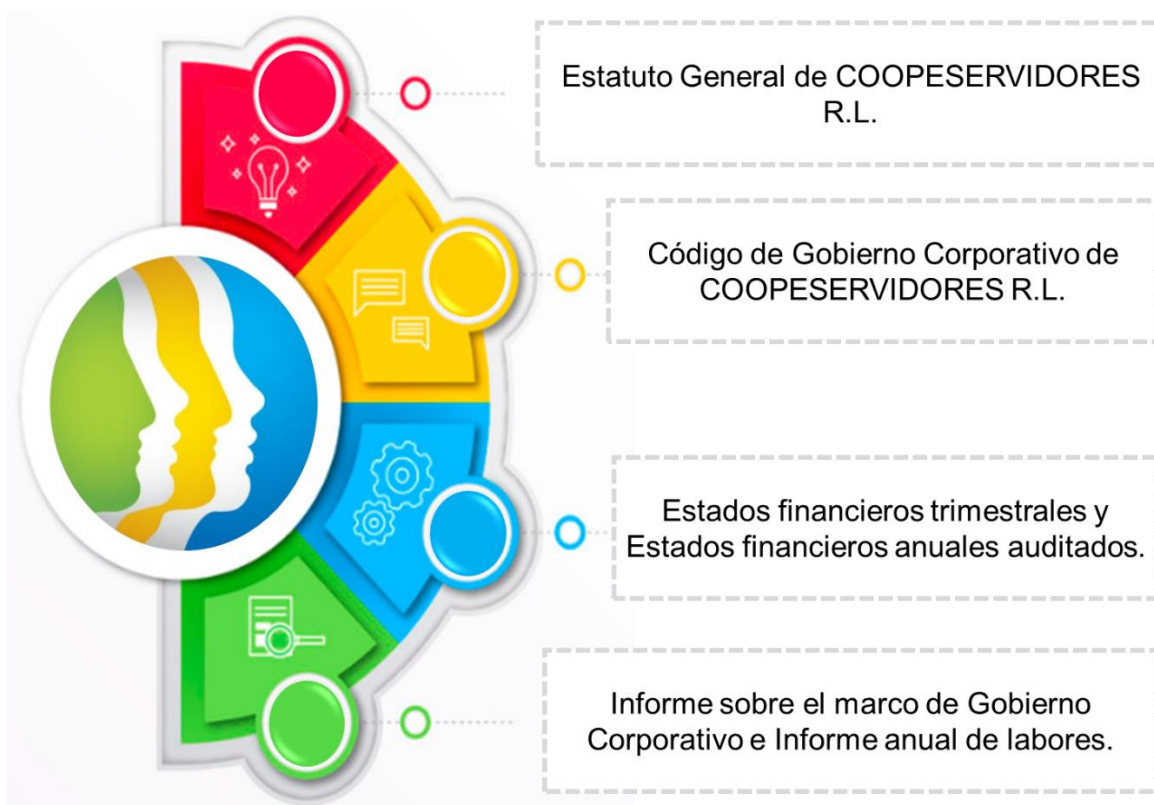 Estatuto General de COOPESERVIDORES
R.L.
Código de Gobierno Corporativo de
COOPESERVIDORES R.L.
Estados financieros trimestrales y
Estados financieros anuales auditados.
Informe sobre el marco de Gobierno
Corporativo e Informe anual de labores.